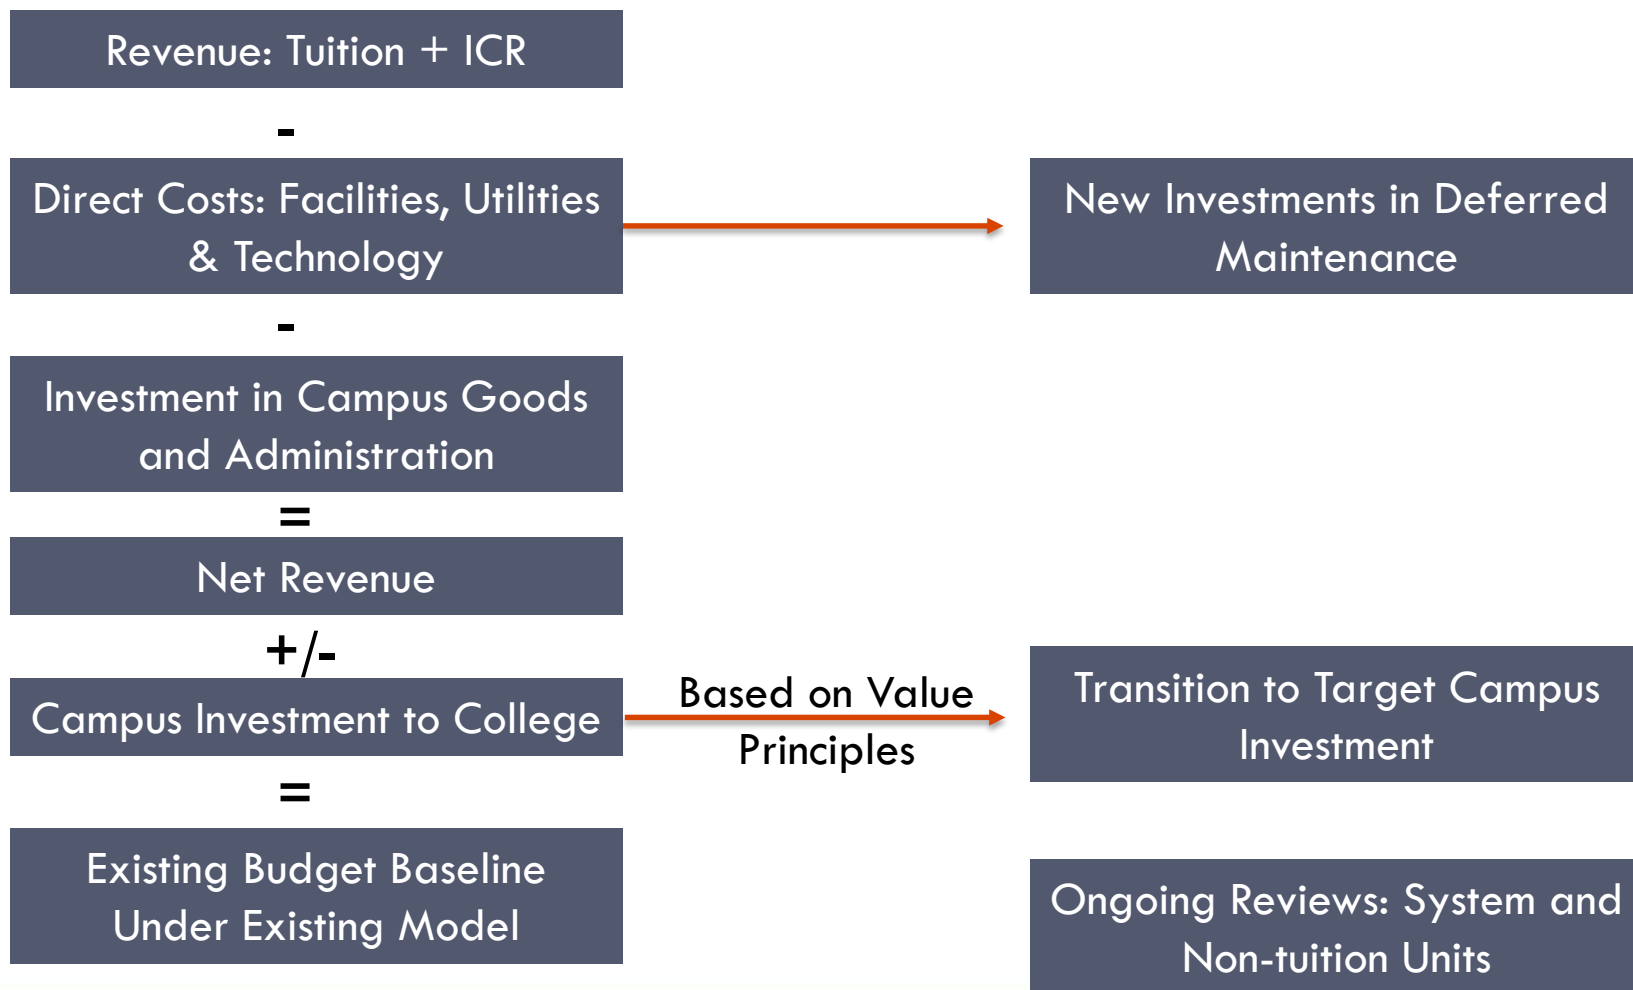 Revenue: Tuition + ICR
-
Direct Costs: Facilities, Utilities
& Technology
New Investments in Deferred
Maintenance
-
Investment in Campus Goods
and Administration
=
Net Revenue
+/-
Campus Investment to College
Based on Value
Principles
Transition to Target Campus
Investment
=
Existing Budget Baseline
Under Existing Model
Ongoing Reviews: System and
Non-tuition Units